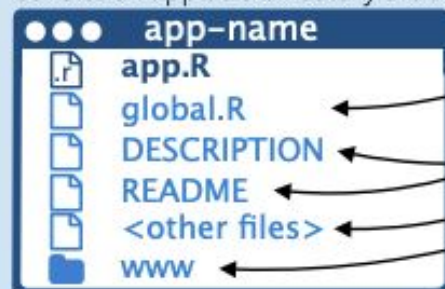 app-name
.r
app.R
global.R
DESCRIPTION
README
<other files>
www